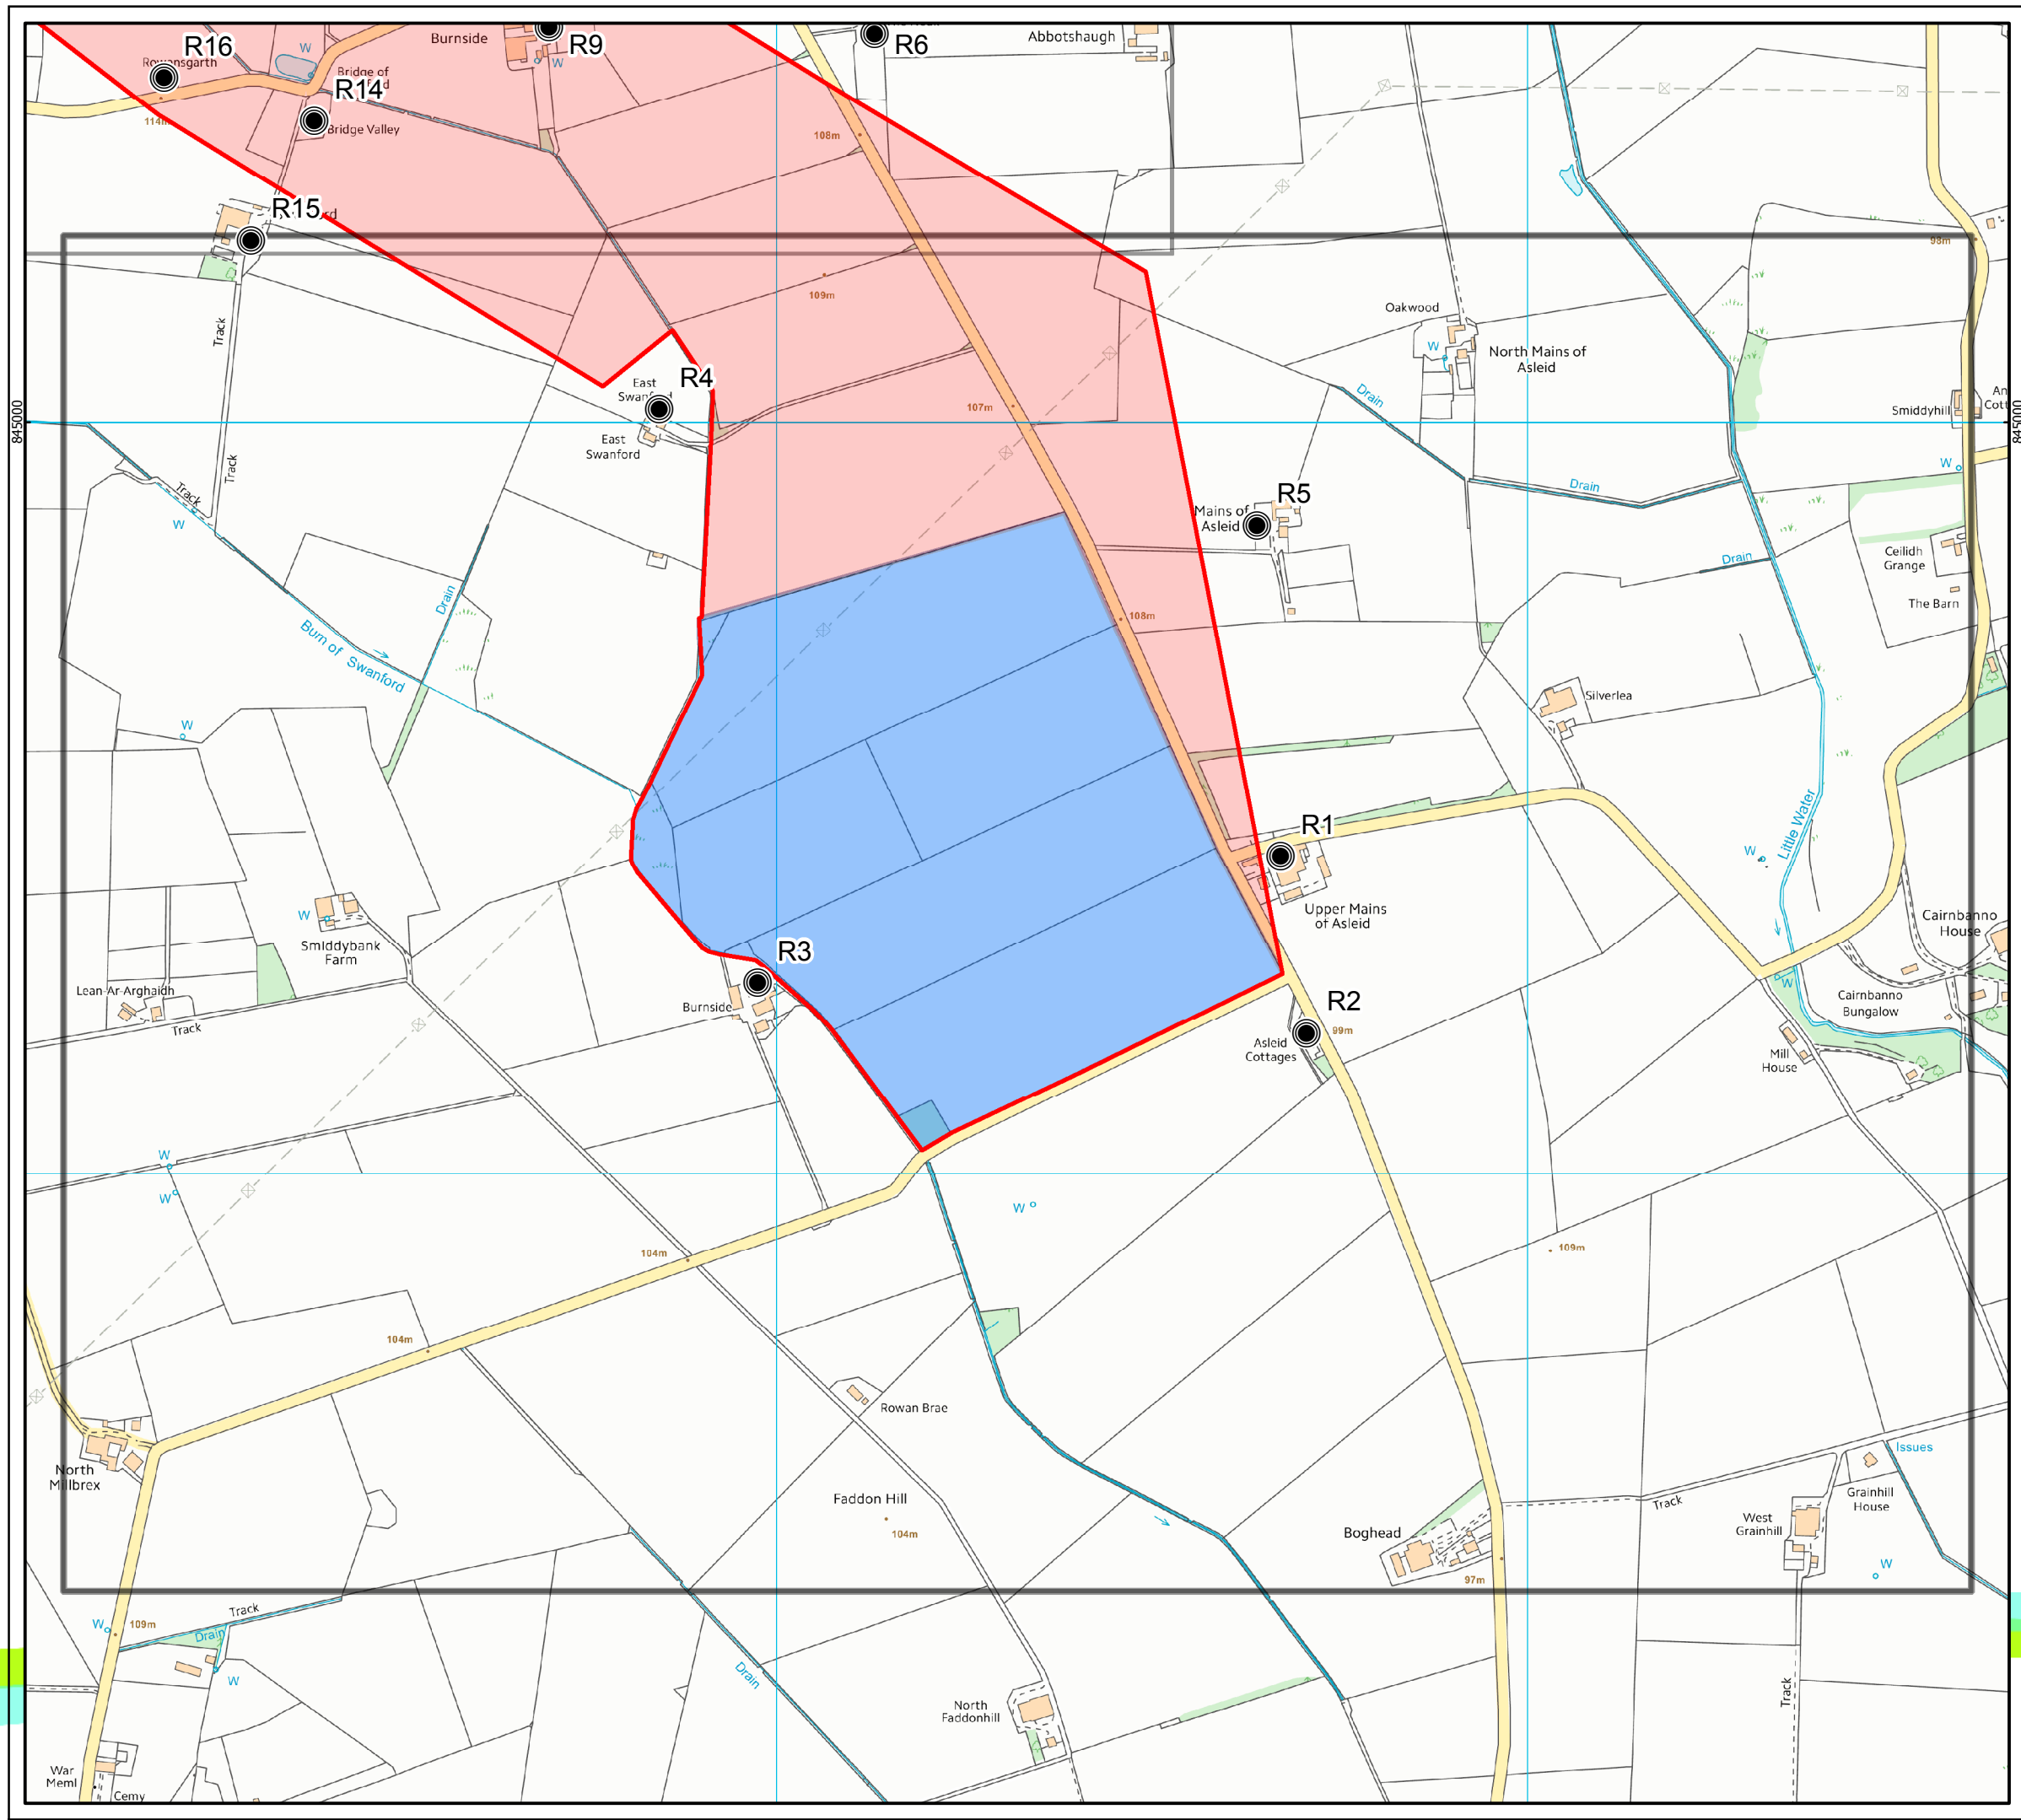 Burnside
R9
R6
Abbotshaugh
R16
W
Bridge of
W
R14
114m
Bridge Valley
108m
R15
98m
109m
Oakwood
Track
East
R4
W
North Mains of
Asleid
Drain
107m
Smiddyhill
845000
845000
East
Swanford
W
Track
Track
Drain
R5
W
Mains of
Asleid
Ceilidh
Grange
Drain
Drain
The Barn
108m
Burn of Swanford
Silverlea
W
Little Water
R1
W
W
Smiddybank
Farm
Upper Mains
of Asleid
Cairnbanno
House
R3
Lean-Ar-Arghaidh
W
Burnside
R2
Cairnbanno
Bungalow
Track
99m
Asleid
Cottages
Mill
House
W
W
W
104m
109m
104m
Rowan Brae
North
Millbrex
Issues
Faddon Hill
104m
Grainhill
House
Track
West
Grainhill
Boghead
W
97m
Track
W
109m
Drain
W
Drain
Track
North
Faddonhill
War
Meml
Cemy